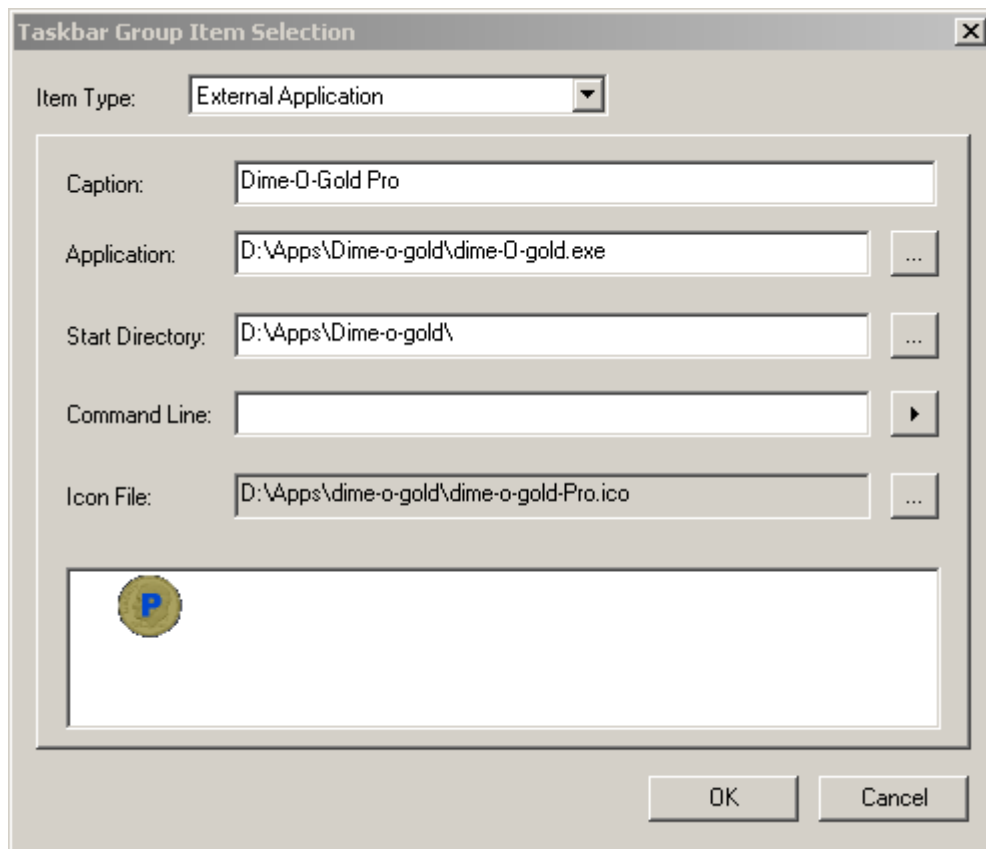 Taskbar Group Item Selection
Item Type: External Application
Caption: Dime-O-Gold Pro
Application: D:\Apps\Dime-o-gold\dime-O-gold.exe ...
Start Directory: D:\Apps\Dime-o-gold\ ...
Command Line:
Icon File: D:\Apps\dime-o-gold\dime-o-gold-Pro.ico ...
P
OK Cancel